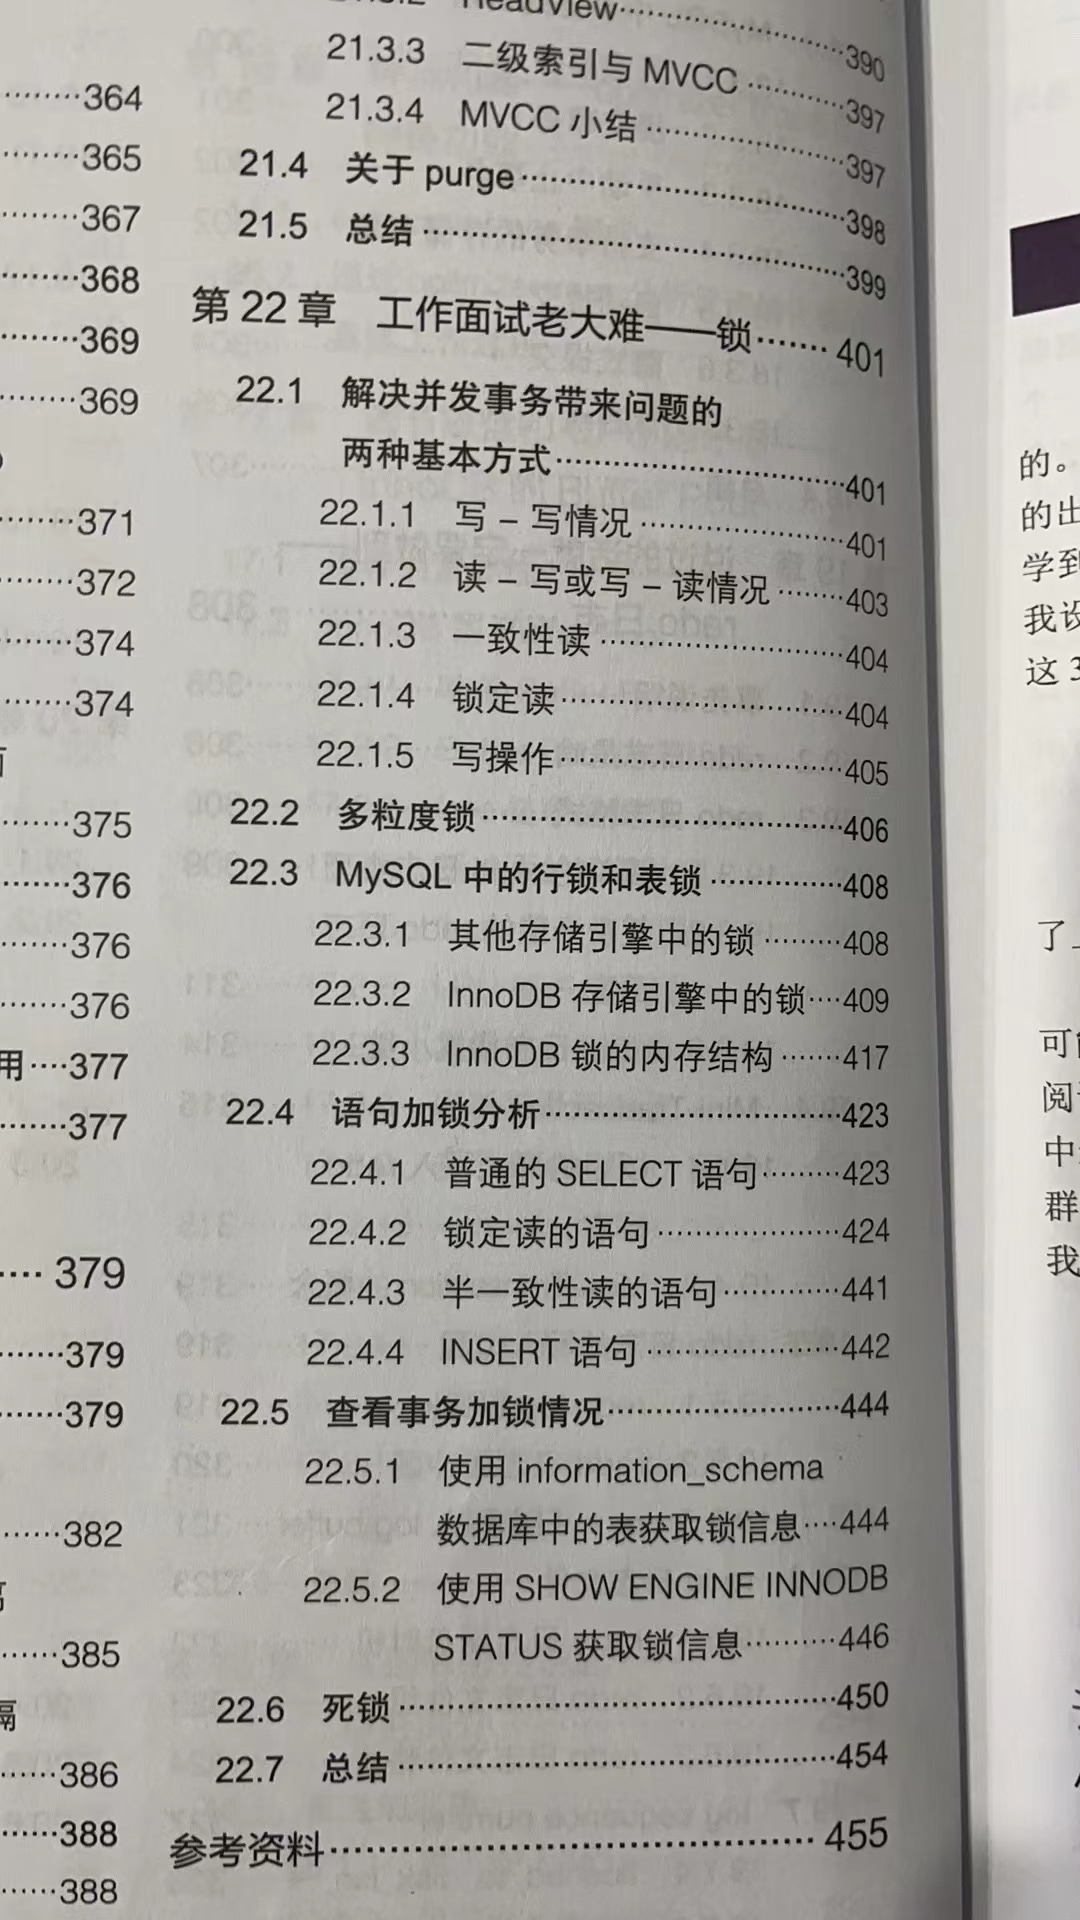 364
365
367
368
369
369
371
372
374
374
375
376
376
376
用····377
377
379
379
379
382
385
隔
386
388
388
ReadView·····390
21.3.3 二级索引与 MVCC·····397
21.3.4 MVCC 小结·····397
21.4 关于 purge·····398
21.5 总结·····399
第 22 章 工作面试老大难——锁·····401
22.1 解决并发事务带来问题的
两种基本方式·····401
22.1.1 写 – 写情况·····401
22.1.2 读 – 写或写 – 读情况·····403
22.1.3 一致性读·····404
22.1.4 锁定读·····404
22.1.5 写操作·····405
22.2 多粒度锁·····406
22.3 MySQL 中的行锁和表锁·····408
22.3.1 其他存储引擎中的锁·····408
22.3.2 InnoDB 存储引擎中的锁····409
22.3.3 InnoDB 锁的内存结构·····417
22.4 语句加锁分析·····423
22.4.1 普通的 SELECT 语句·····423
22.4.2 锁定读的语句·····424
22.4.3 半一致性读的语句·····441
22.4.4 INSERT 语句·····442
22.5 查看事务加锁情况·····444
22.5.1 使用 information_schema
数据库中的表获取锁信息····444
22.5.2 使用 SHOW ENGINE INNODB
STATUS 获取锁信息·····446
22.6 死锁·····450
22.7 总结·····454
参考资料·····455
的。
的出
学到
我设
这 3
了
可能
阅
中
群
我